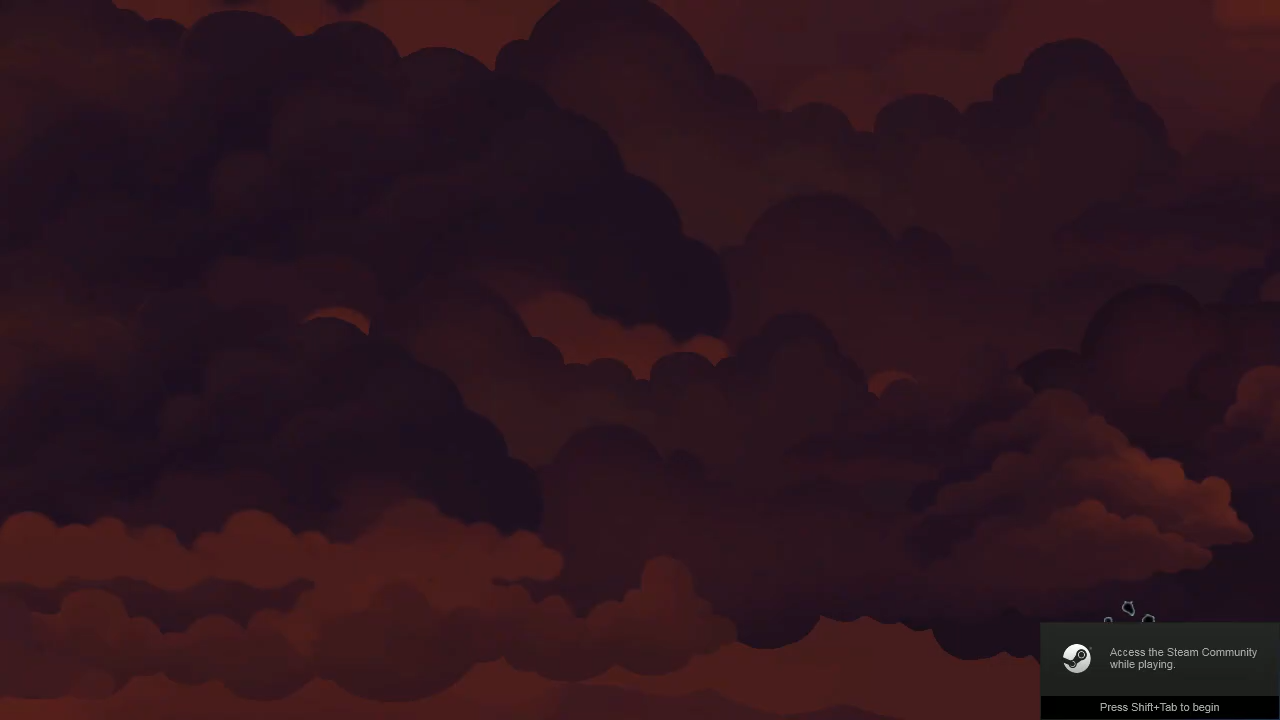 Access the Steam Community
while playing.
Press Shift+Tab to begin